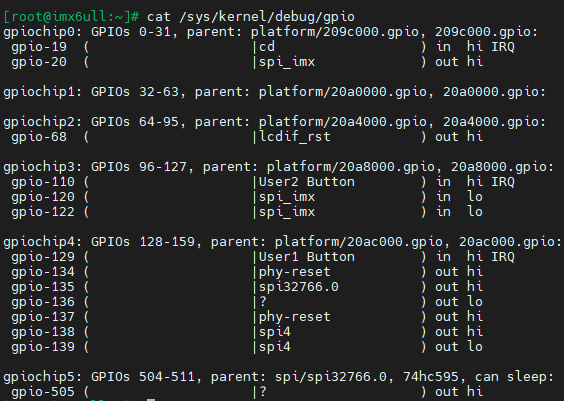 [root@imx6ull:~]# cat /sys/kernel/debug/gpio
gpiochip0: GPIOs 0-31, parent: platform/209c000.gpio, 209c000.gpio:
 gpio-19  (                    |cd                  ) in  hi IRQ
 gpio-20  (                    |spi_imx             ) out hi
gpiochip1: GPIOs 32-63, parent: platform/20a0000.gpio, 20a0000.gpio:
gpiochip2: GPIOs 64-95, parent: platform/20a4000.gpio, 20a4000.gpio:
 gpio-68  (                    |lcdif_rst           ) out hi
gpiochip3: GPIOs 96-127, parent: platform/20a8000.gpio, 20a8000.gpio:
 gpio-110 (                    |User2 Button        ) in  hi IRQ
 gpio-120 (                    |spi_imx             ) in  lo
 gpio-122 (                    |spi_imx             ) in  lo
gpiochip4: GPIOs 128-159, parent: platform/20ac000.gpio, 20ac000.gpio:
 gpio-129 (                    |User1 Button        ) in  hi IRQ
 gpio-134 (                    |phy-reset           ) out hi
 gpio-135 (                    |spi32766.0          ) out hi
 gpio-136 (                    |?                   ) out lo
 gpio-137 (                    |phy-reset           ) out hi
 gpio-138 (                    |spi4                ) out hi
 gpio-139 (                    |spi4                ) out lo
gpiochip5: GPIOs 504-511, parent: spi/spi32766.0, 74hc595, can sleep:
 gpio-505 (                    |?                   ) out hi